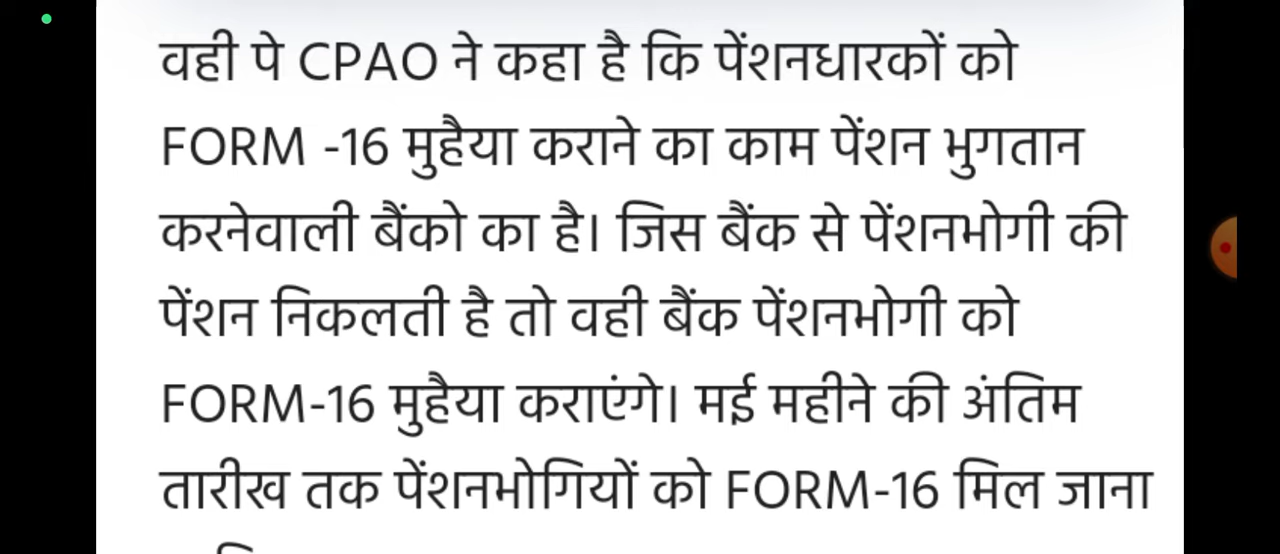 वही पे CPAO ने कहा है कि पेंशनधारकों को
FORM -16 मुहैया कराने का काम पेंशन भुगतान
करनेवाली बैंको का है। जिस बैंक से पेंशनभोगी की
पेंशन निकलती है तो वही बैंक पेंशनभोगी को
FORM-16 मुहैया कराएंगे। मई महीने की अंतिम
तारीख तक पेंशनभोगियों को FORM-16 मिल जाना